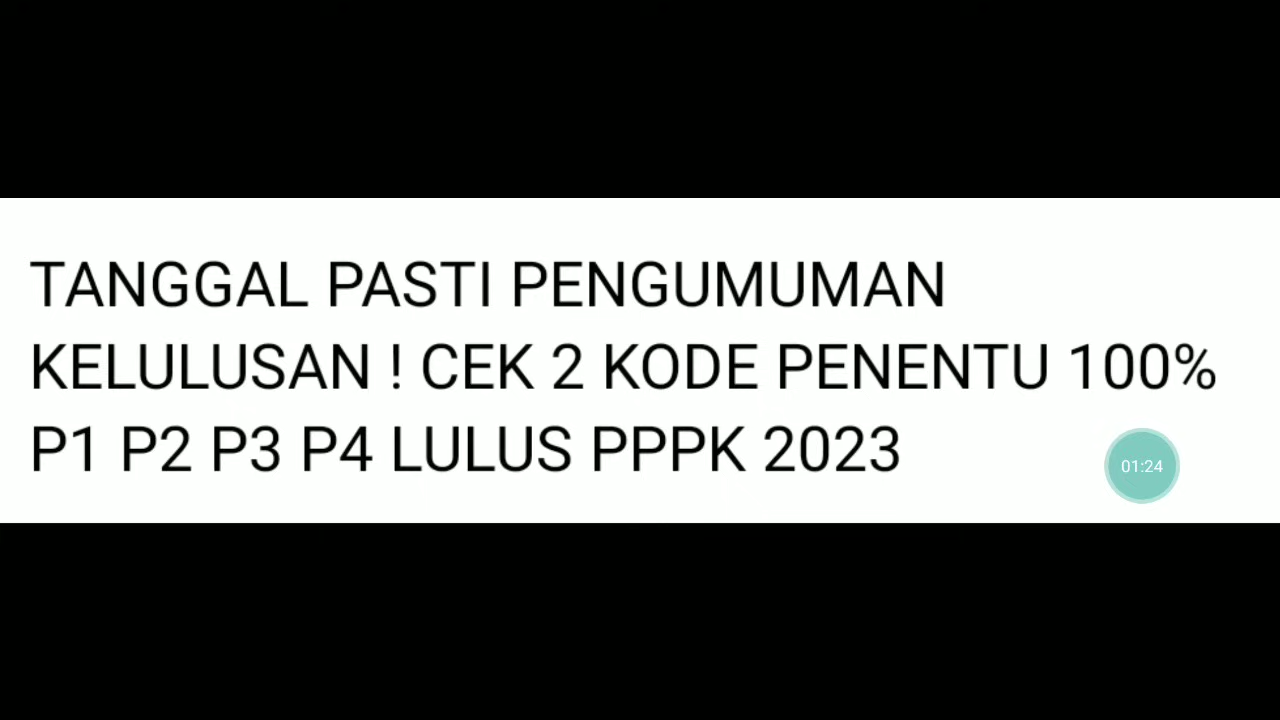 TANGGAL PASTI PENGUMUMAN
KELULUSAN ! CEK 2 KODE PENENTU 100%
P1 P2 P3 P4 LULUS PPPK 2023
01:24